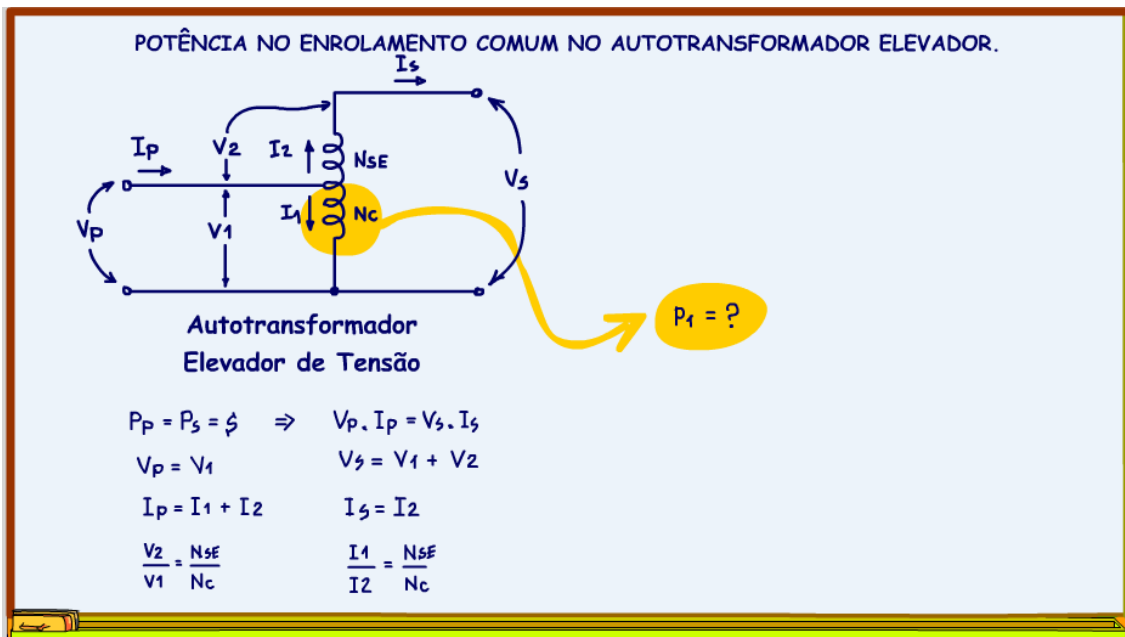 POTÊNCIA NO ENROLAMENTO COMUM NO AUTOTRANSFORMADOR ELEVADOR.
Is
Ip
V2
I2
NSE
Vs
Vp
V1
I1
Nc
P1 = ?
Autotransformador
Elevador de Tensão
Pp = Ps = $ ⇒ Vp . Ip = Vs . Is
Vp = V1
Vs = V1 + V2
Ip = I1 + I2
Is = I2
V2/V1 = NSE/Nc
I1/I2 = NSE/Nc